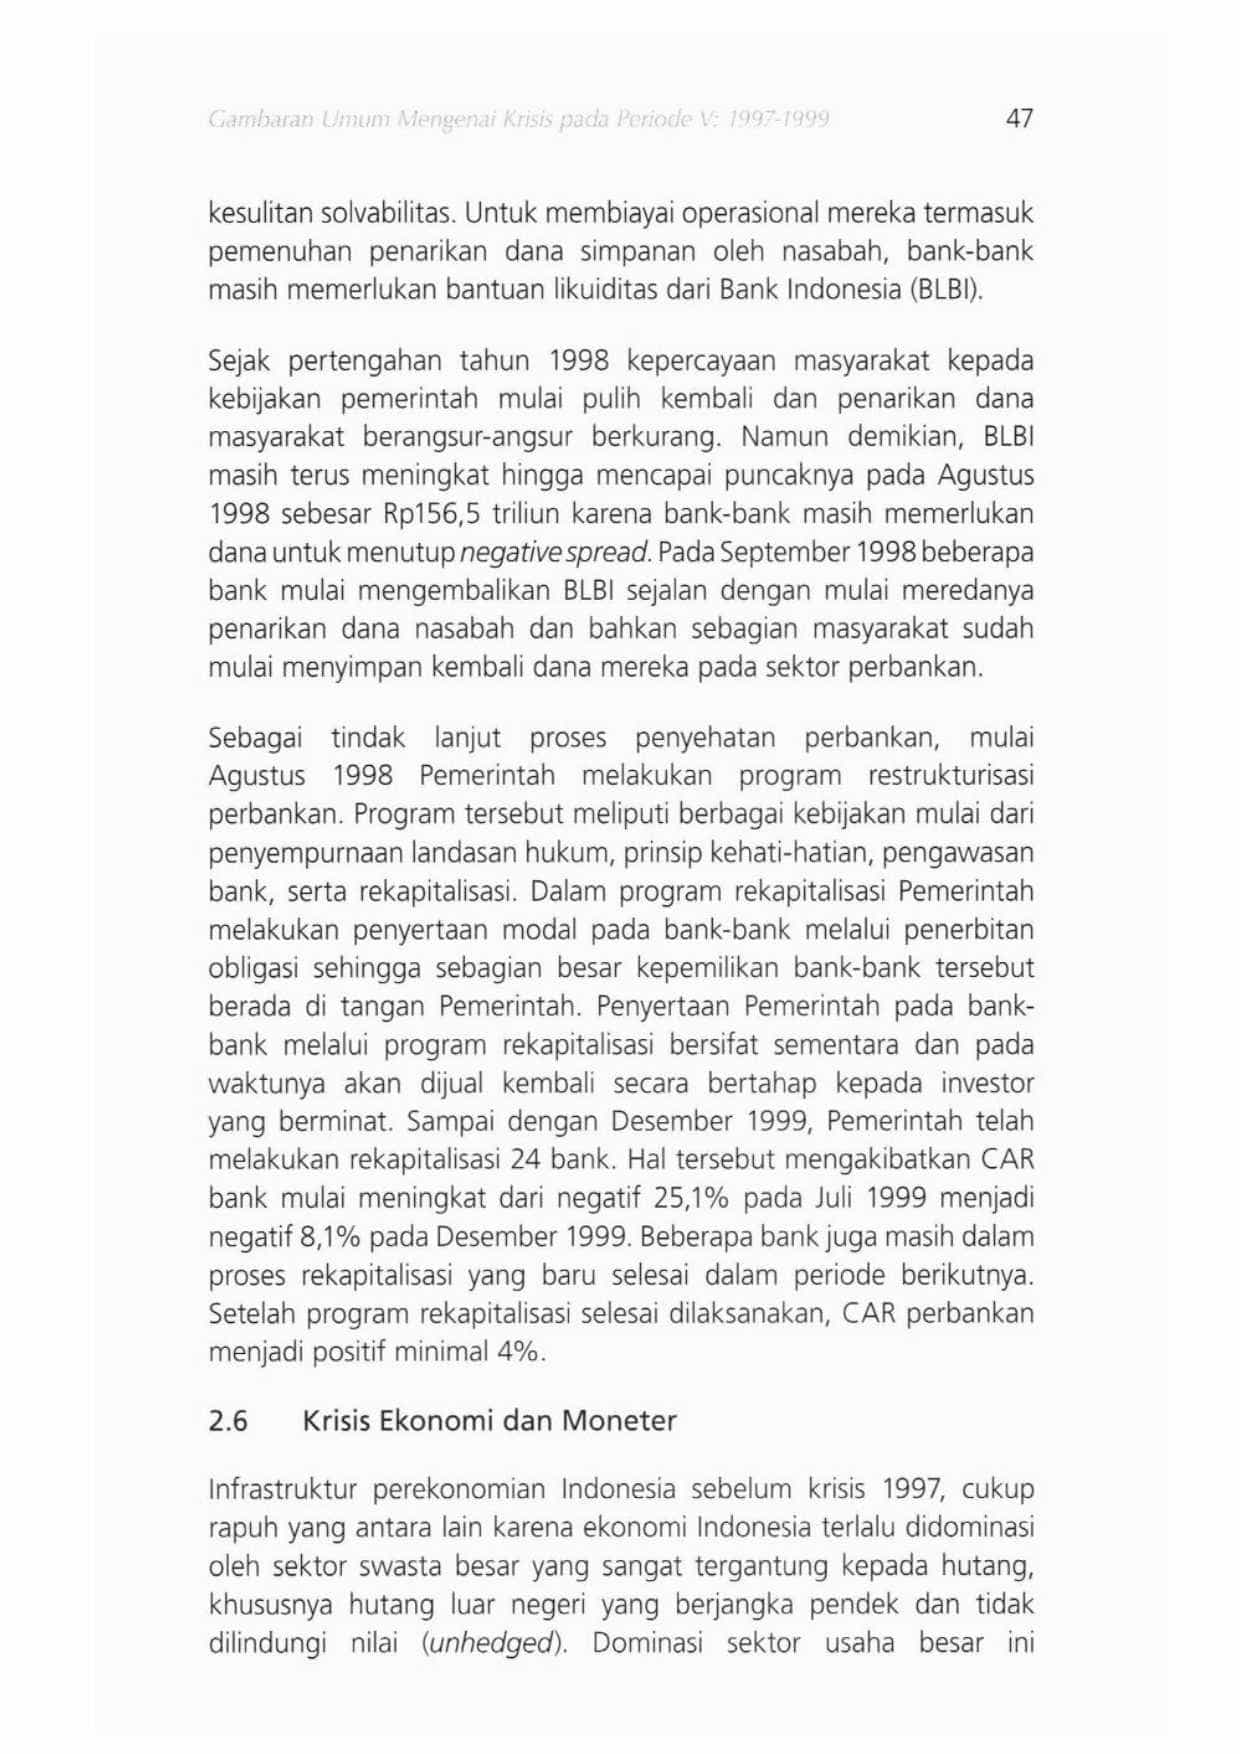 Gambaran Umum Mengenai Krisis pada Periode V: 1997-1999 47
kesulitan solvabilitas. Untuk membiayai operasional mereka termasuk
pemenuhan penarikan dana simpanan oleh nasabah, bank-bank
masih memerlukan bantuan likuiditas dari Bank Indonesia (BLBI).
Sejak pertengahan tahun 1998 kepercayaan masyarakat kepada
kebijakan pemerintah mulai pulih kembali dan penarikan dana
masyarakat berangsur-angsur berkurang. Namun demikian, BLBI
masih terus meningkat hingga mencapai puncaknya pada Agustus
1998 sebesar Rp156,5 triliun karena bank-bank masih memerlukan
dana untuk menutup negative spread. Pada September 1998 beberapa
bank mulai mengembalikan BLBI sejalan dengan mulai meredanya
penarikan dana nasabah dan bahkan sebagian masyarakat sudah
mulai menyimpan kembali dana mereka pada sektor perbankan.
Sebagai tindak lanjut proses penyehatan perbankan, mulai
Agustus 1998 Pemerintah melakukan program restrukturisasi
perbankan. Program tersebut meliputi berbagai kebijakan mulai dari
penyempurnaan landasan hukum, prinsip kehati-hatian, pengawasan
bank, serta rekapitalisasi. Dalam program rekapitalisasi Pemerintah
melakukan penyertaan modal pada bank-bank melalui penerbitan
obligasi sehingga sebagian besar kepemilikan bank-bank tersebut
berada di tangan Pemerintah. Penyertaan Pemerintah pada bank-
bank melalui program rekapitalisasi bersifat sementara dan pada
waktunya akan dijual kembali secara bertahap kepada investor
yang berminat. Sampai dengan Desember 1999, Pemerintah telah
melakukan rekapitalisasi 24 bank. Hal tersebut mengakibatkan CAR
bank mulai meningkat dari negatif 25,1% pada Juli 1999 menjadi
negatif 8,1% pada Desember 1999. Beberapa bank juga masih dalam
proses rekapitalisasi yang baru selesai dalam periode berikutnya.
Setelah program rekapitalisasi selesai dilaksanakan, CAR perbankan
menjadi positif minimal 4%.
2.6 Krisis Ekonomi dan Moneter
Infrastruktur perekonomian Indonesia sebelum krisis 1997, cukup
rapuh yang antara lain karena ekonomi Indonesia terlalu didominasi
oleh sektor swasta besar yang sangat tergantung kepada hutang,
khususnya hutang luar negeri yang berjangka pendek dan tidak
dilindungi nilai (unhedged). Dominasi sektor usaha besar ini